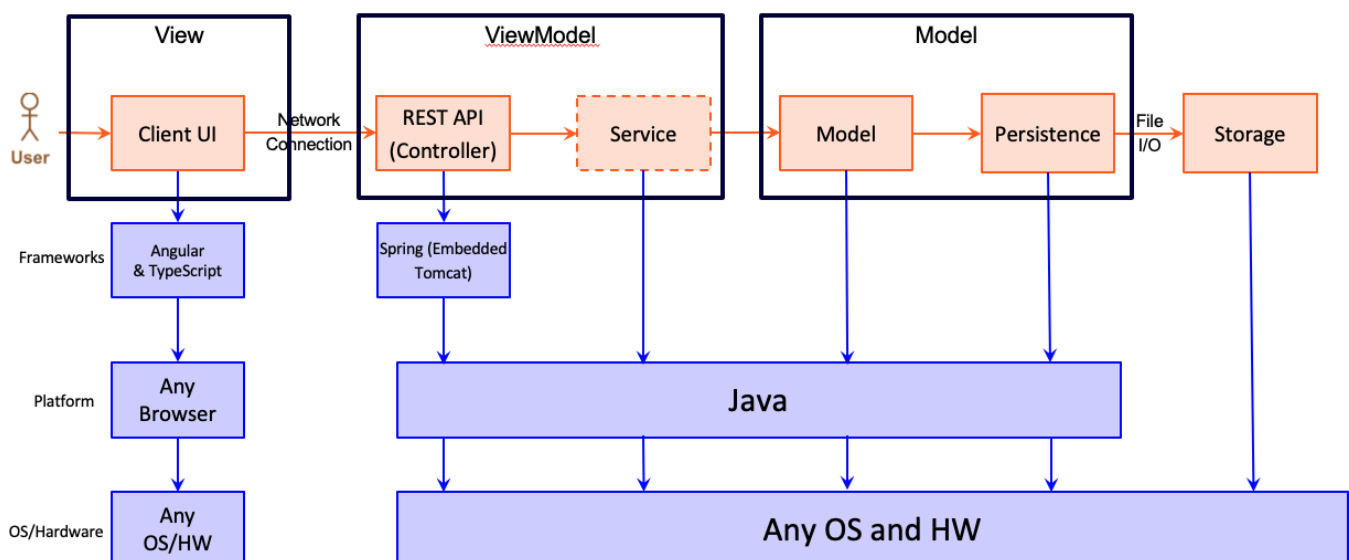 View
ViewModel
Model
User
Client UI
Network
Connection
REST API
(Controller)
Service
Model
Persistence
File
I/O
Storage
Frameworks
Angular
& TypeScript
Spring (Embedded
Tomcat)
Platform
Any
Browser
Java
OS/Hardware
Any
OS/HW
Any OS and HW